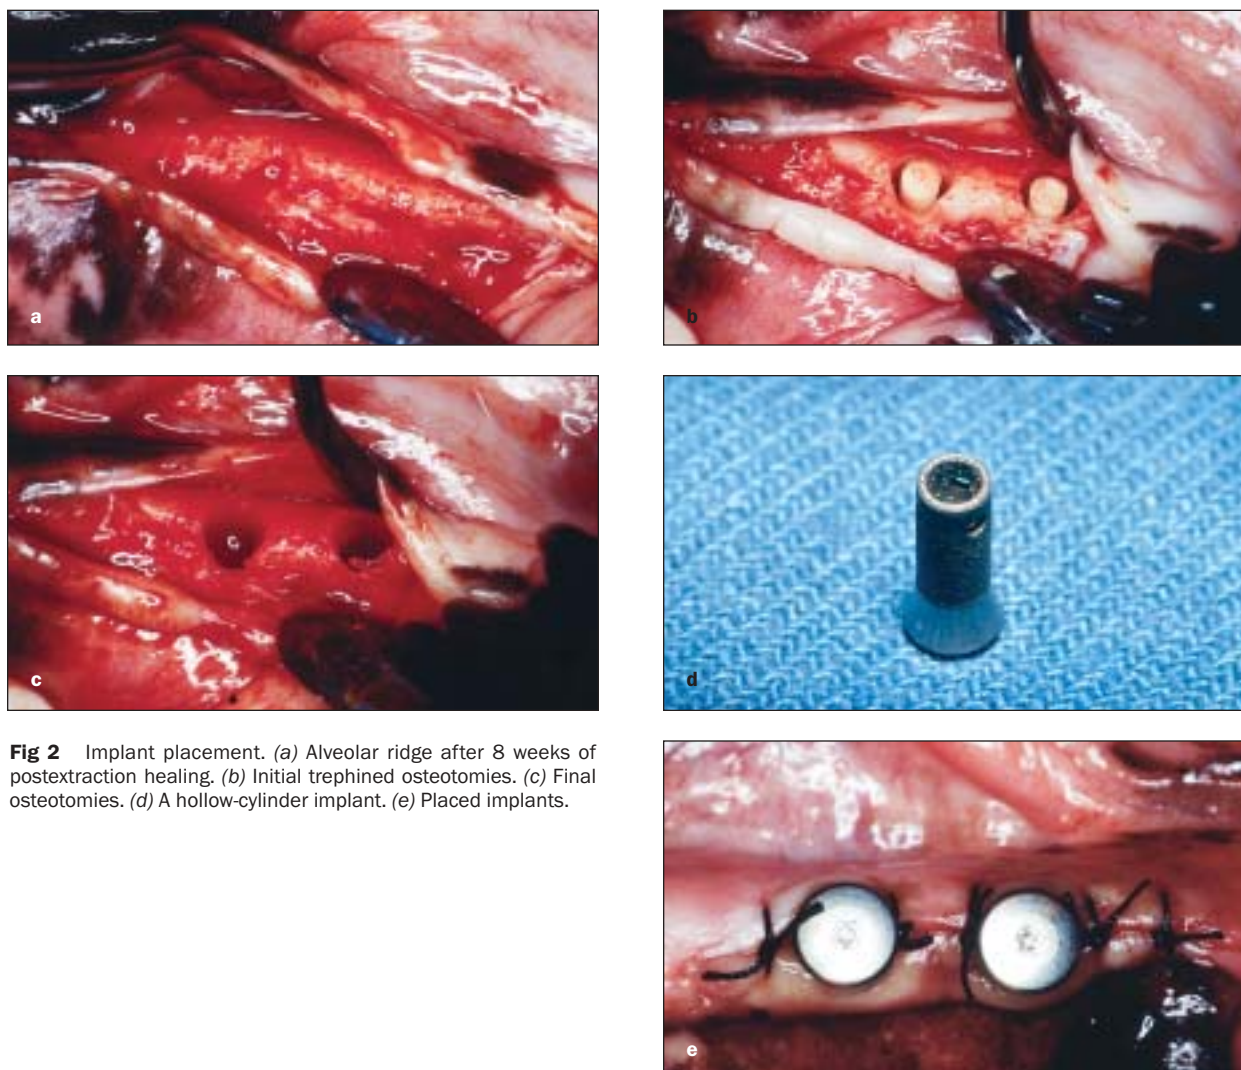 a
b
c
d
Fig 2 Implant placement. (a) Alveolar ridge after 8 weeks of
postextraction healing. (b) Initial trephined osteotomies. (c) Final
osteotomies. (d) A hollow-cylinder implant. (e) Placed implants.
e